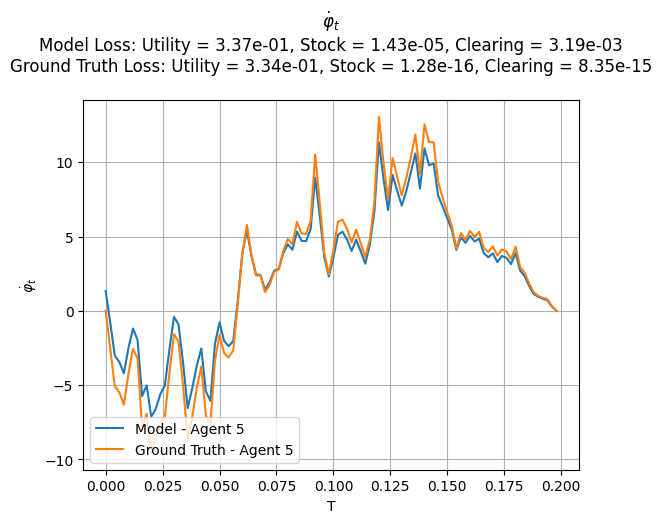 φ̇_t
Model Loss: Utility = 3.37e-01, Stock = 1.43e-05, Clearing = 3.19e-03
Ground Truth Loss: Utility = 3.34e-01, Stock = 1.28e-16, Clearing = 8.35e-15
φ̇_t
10
5
0
−5
−10
Model - Agent 5
Ground Truth - Agent 5
0.000 0.025 0.050 0.075 0.100 0.125 0.150 0.175 0.200
T